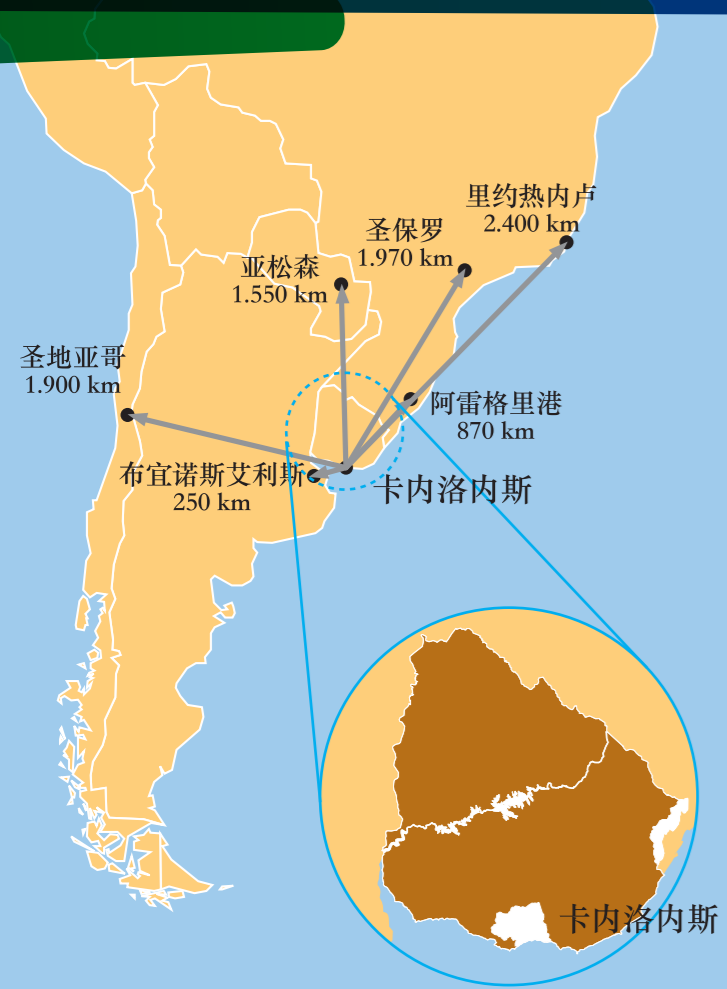 里约热内卢
2.400 km
圣保罗
1.970 km
亚松森
1.550 km
圣地亚哥
1.900 km
阿雷格里港
870 km
布宜诺斯艾利斯
250 km
卡内洛内斯
卡内洛内斯